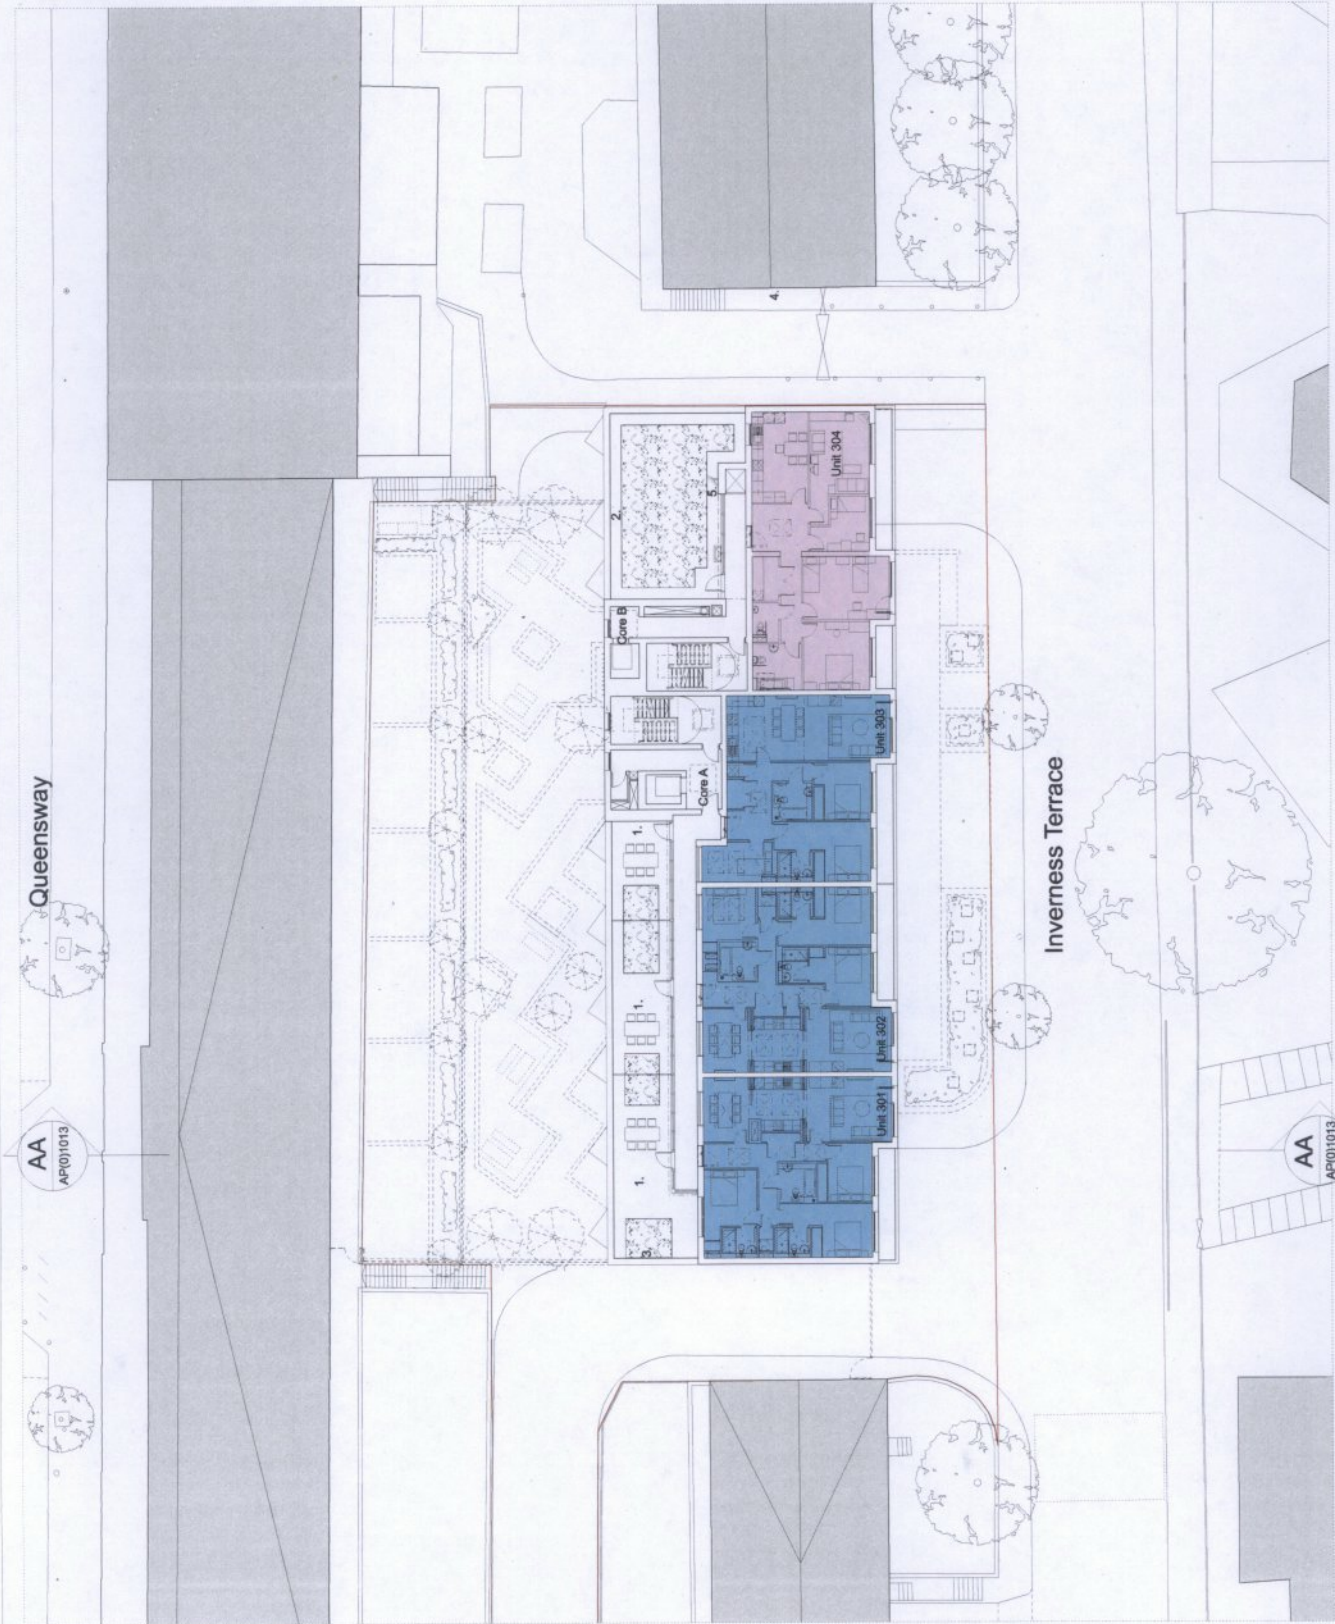 Queensway
AA
AP(0)1013
4.
Unit 304
2.
5.
Core B
Unit 303
Core A
1.
1.
Unit 302
Unit 301
1.
3.
Inverness Terrace
AA
AP(0)1013